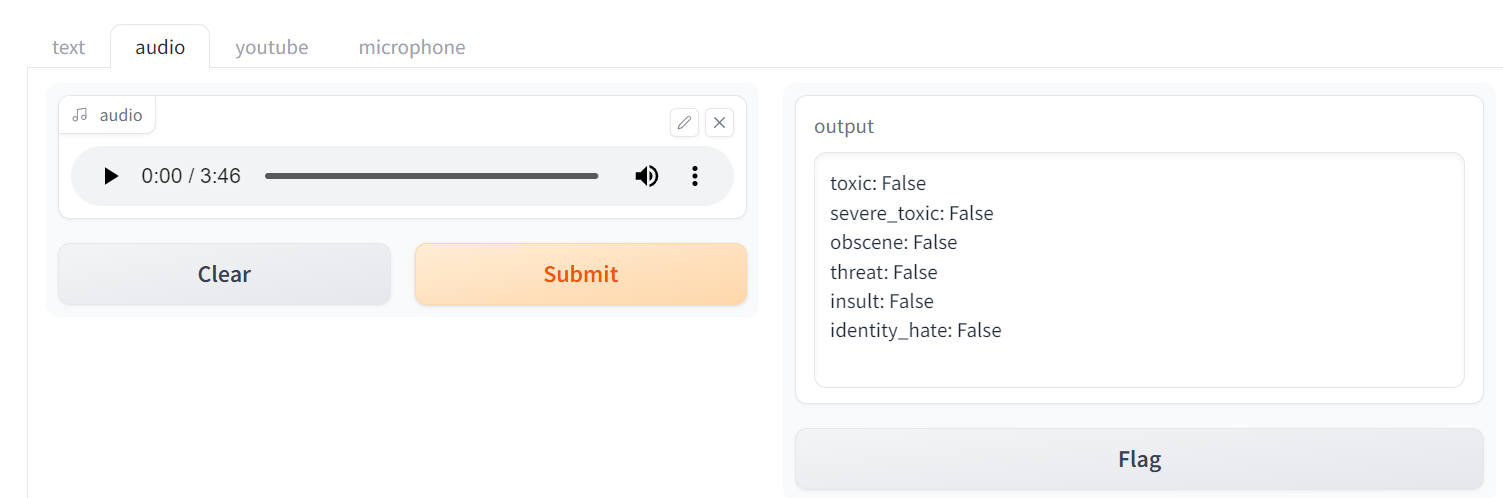 text audio youtube microphone
audio
0:00 / 3:46
Clear Submit
output
toxic: False
severe_toxic: False
obscene: False
threat: False
insult: False
identity_hate: False
Flag